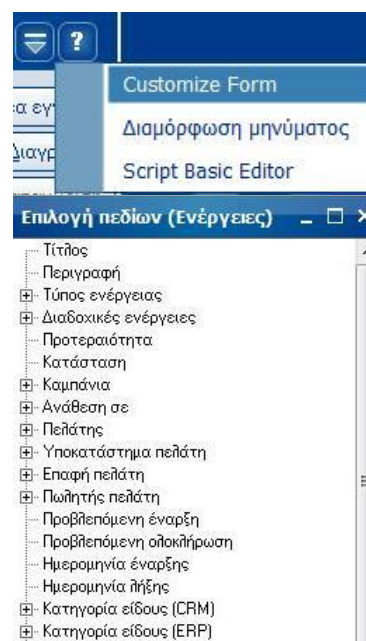 ?
Customize Form
Διαμόρφωση μηνύματος
Script Basic Editor
Επιλογή πεδίων (Ενέργειες)
Τίτλος
Περιγραφή
Τύπος ενέργειας
Διαδοχικές ενέργειες
Προτεραιότητα
Κατάσταση
Καμπάνια
Ανάθεση σε
Πελάτης
Υποκατάστημα πελάτη
Επαφή πελάτη
Πωλητής πελάτη
Προβλεπόμενη έναρξη
Προβλεπόμενη ολοκλήρωση
Ημερομηνία έναρξης
Ημερομηνία λήξης
Κατηγορία είδους (CRM)
Κατηγορία είδους (ERP)